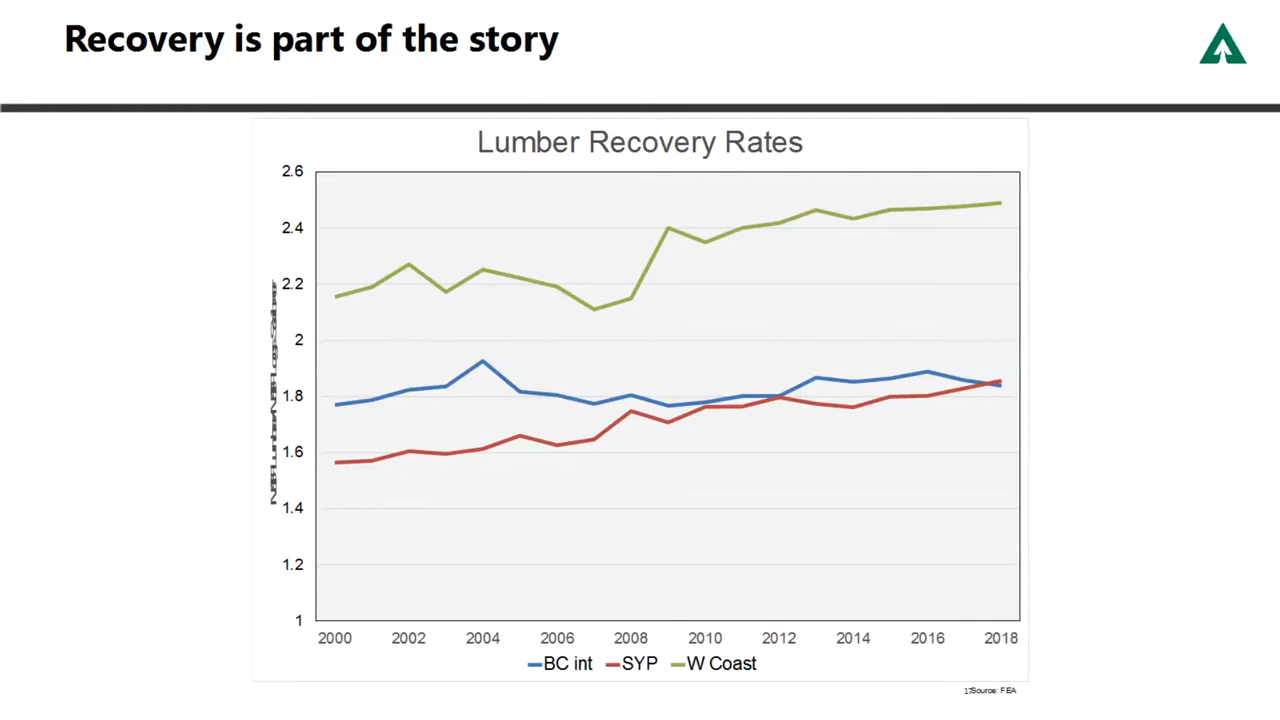 Recovery is part of the story
Lumber Recovery Rates
2.6
2.4
2.2
2
1.8
1.6
1.4
1.2
1
2000 2002 2004 2006 2008 2010 2012 2014 2016 2018
BC int SYP W Coast
17Source: FEA